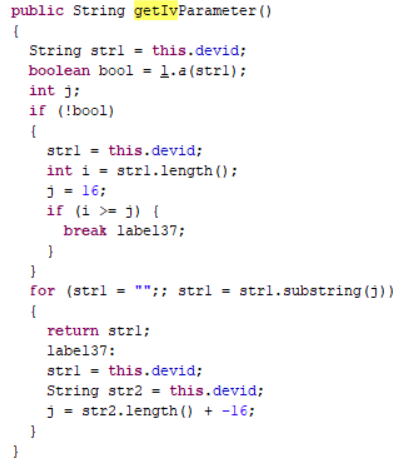 public String getIvParameter()
{
String str1 = this.devid;
boolean bool = l.a(str1);
int j;
if (!bool)
{
str1 = this.devid;
int i = str1.length();
j = 16;
if (i >= j) {
break label37;
}
}
for (str1 = "";; str1 = str1.substring(j))
{
return str1;
label37:
str1 = this.devid;
String str2 = this.devid;
j = str2.length() + -16;
}
}